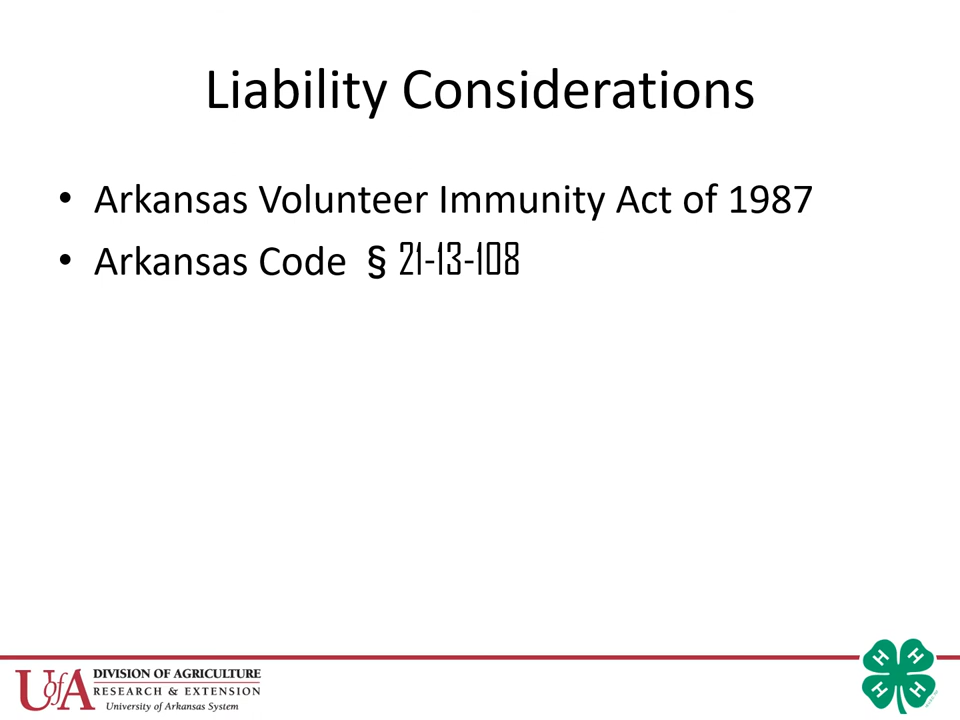 Liability Considerations
• Arkansas Volunteer Immunity Act of 1987
• Arkansas Code § 21-13-108
UofA DIVISION OF AGRICULTURE
RESEARCH & EXTENSION
University of Arkansas System
H H
H H